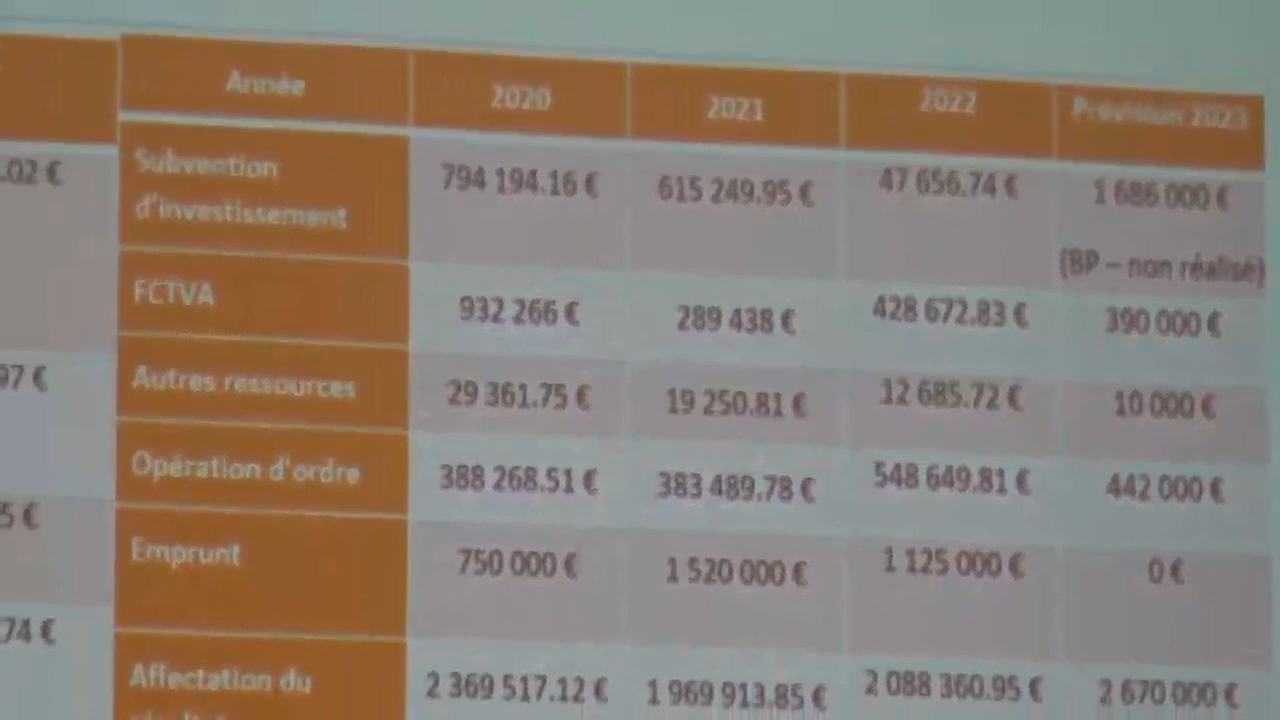 Année 2020 2021 2022 Prévision 2023
.02 € Subvention 794 194.16 € 615 249.95 € 47 656.74 € 1 686 000 €
d'investissement
(BP – non réalisé)
FCTVA 932 266 € 289 438 € 428 672.83 € 390 000 €
97 € Autres ressources 29 361.75 € 19 250.81 € 12 685.72 € 10 000 €
Opération d'ordre 388 268.51 € 383 489.78 € 548 649.81 € 442 000 €
5 € Emprunt 750 000 € 1 520 000 € 1 125 000 € 0 €
74 € Affectation du 2 369 517.12 € 1 969 913.85 € 2 088 360.95 € 2 670 000 €